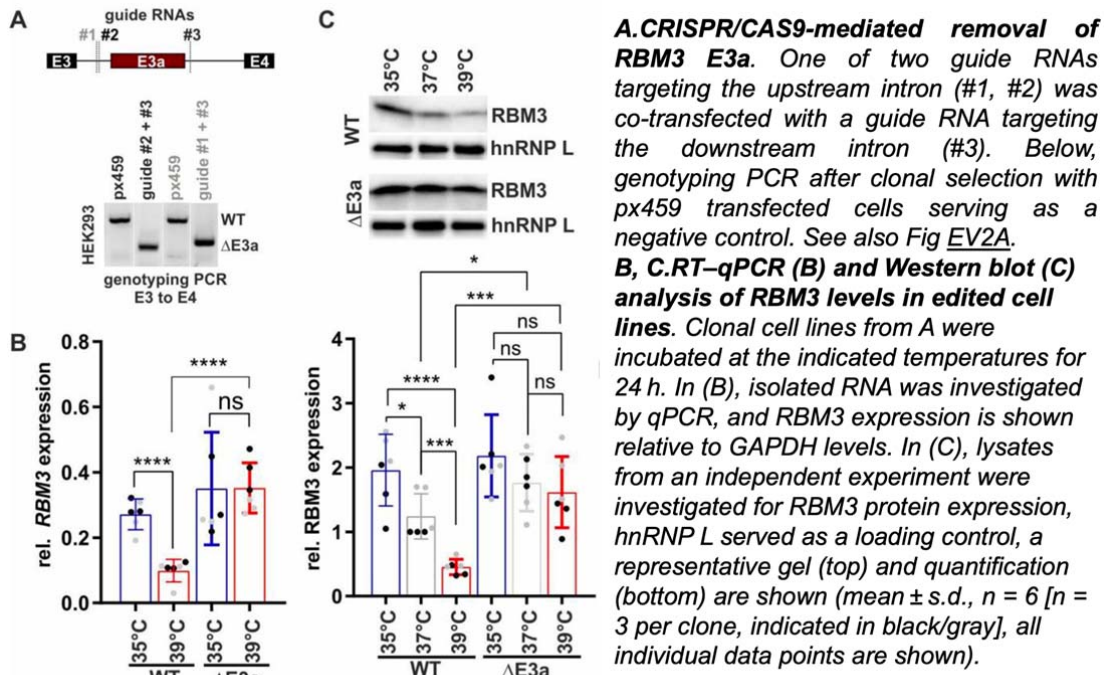 A
guide RNAs
#1 #2 #3
E3 E3a E4
px459
guide #2 + #3
px459
guide #1 + #3
HEK293
WT
ΔE3a
genotyping PCR
E3 to E4
B
rel. RBM3 expression
0.8
0.6
0.4
0.2
0.0
****
****
ns
35°C
39°C
35°C
39°C
WT ΔE3a
C
35°C
37°C
39°C
WT
RBM3
hnRNP L
ΔE3a
RBM3
hnRNP L
rel. RBM3 expression
4
3
2
1
0
*
***
ns
ns
ns
****
*
***
35°C
37°C
39°C
35°C
37°C
39°C
WT ΔE3a
A.CRISPR/CAS9-mediated removal of
RBM3 E3a. One of two guide RNAs
targeting the upstream intron (#1, #2) was
co-transfected with a guide RNA targeting
the downstream intron (#3). Below,
genotyping PCR after clonal selection with
px459 transfected cells serving as a
negative control. See also Fig EV2A.
B, C.RT–qPCR (B) and Western blot (C)
analysis of RBM3 levels in edited cell
lines. Clonal cell lines from A were
incubated at the indicated temperatures for
24 h. In (B), isolated RNA was investigated
by qPCR, and RBM3 expression is shown
relative to GAPDH levels. In (C), lysates
from an independent experiment were
investigated for RBM3 protein expression,
hnRNP L served as a loading control, a
representative gel (top) and quantification
(bottom) are shown (mean ± s.d., n = 6 [n =
3 per clone, indicated in black/gray], all
individual data points are shown).